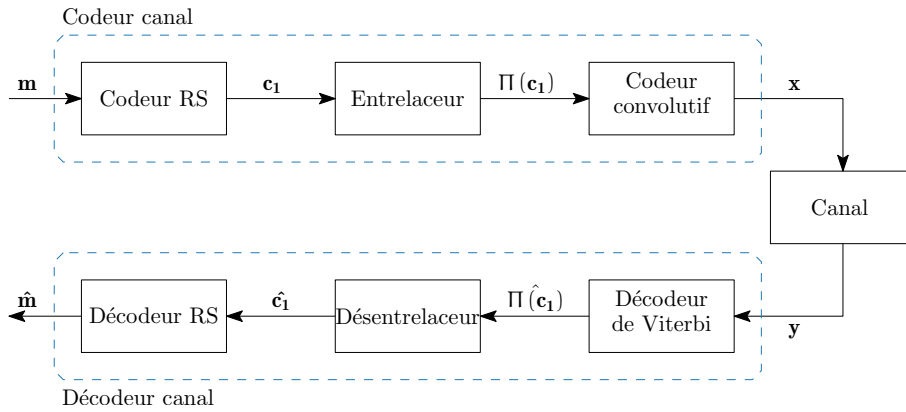 Codeur canal
m
Codeur RS
c₁
Entrelaceur
Π(c₁)
Codeur
convolutif
x
Canal
m̂
Décodeur RS
ĉ₁
Désentrelaceur
Π(̂c₁)
Décodeur
de Viterbi
y
Décodeur canal